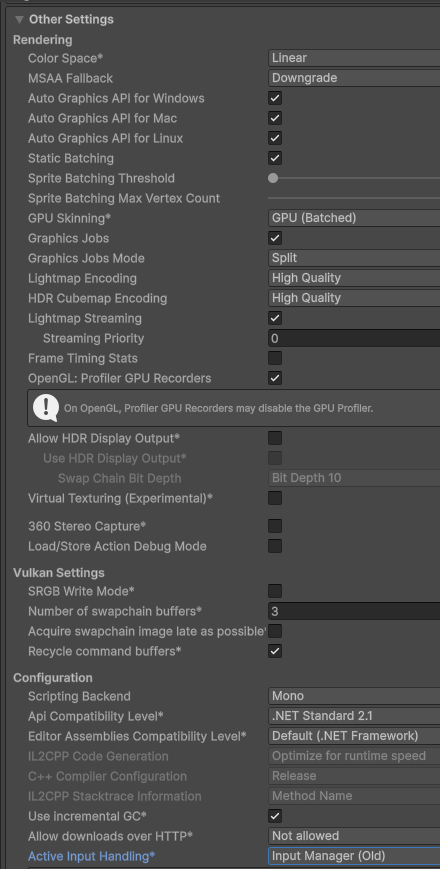 Other Settings
Rendering
Color Space* Linear
MSAA Fallback Downgrade
Auto Graphics API for Windows
Auto Graphics API for Mac
Auto Graphics API for Linux
Static Batching
Sprite Batching Threshold
Sprite Batching Max Vertex Count
GPU Skinning* GPU (Batched)
Graphics Jobs
Graphics Jobs Mode Split
Lightmap Encoding High Quality
HDR Cubemap Encoding High Quality
Lightmap Streaming
Streaming Priority 0
Frame Timing Stats
OpenGL: Profiler GPU Recorders
On OpenGL, Profiler GPU Recorders may disable the GPU Profiler.
Allow HDR Display Output*
Use HDR Display Output*
Swap Chain Bit Depth Bit Depth 10
Virtual Texturing (Experimental)*
360 Stereo Capture*
Load/Store Action Debug Mode
Vulkan Settings
SRGB Write Mode*
Number of swapchain buffers* 3
Acquire swapchain image late as possible*
Recycle command buffers*
Configuration
Scripting Backend Mono
Api Compatibility Level* .NET Standard 2.1
Editor Assemblies Compatibility Level* Default (.NET Framework)
IL2CPP Code Generation Optimize for runtime speed
C++ Compiler Configuration Release
IL2CPP Stacktrace Information Method Name
Use incremental GC*
Allow downloads over HTTP* Not allowed
Active Input Handling* Input Manager (Old)